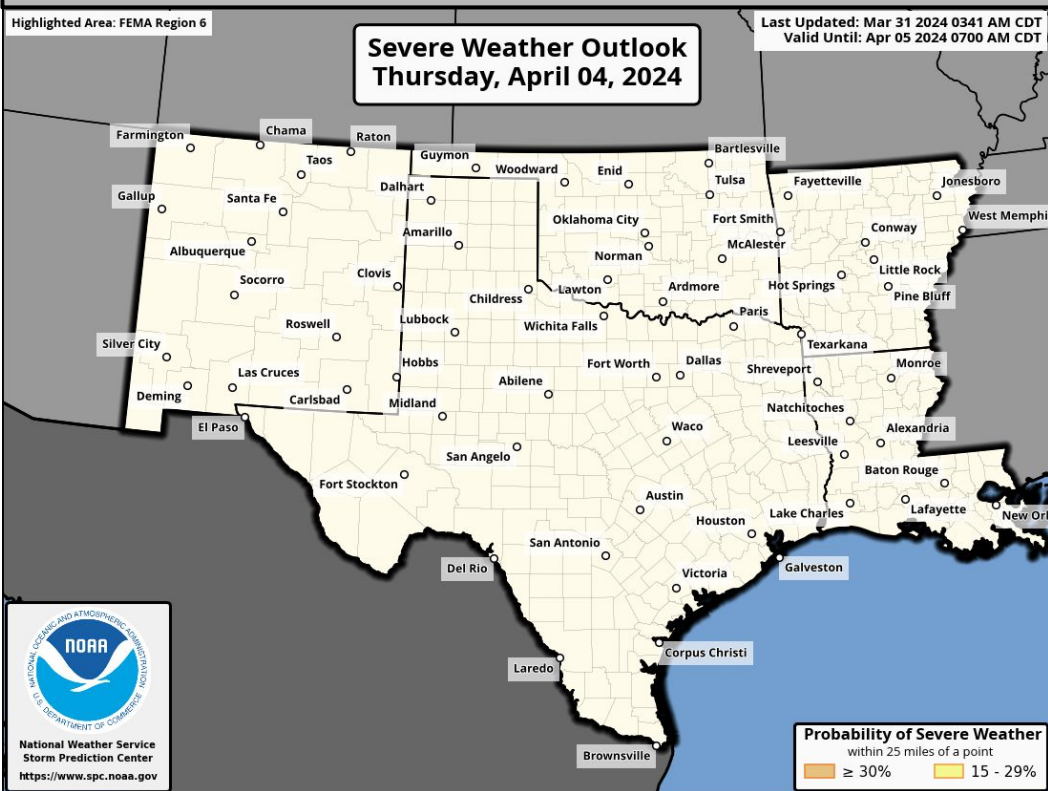 Highlighted Area: FEMA Region 6
Last Updated: Mar 31 2024 0341 AM CDT
Valid Until: Apr 05 2024 0700 AM CDT
Severe Weather Outlook
Thursday, April 04, 2024
Farmington
Chama
Raton
Taos
Guymon
Woodward
Enid
Bartlesville
Gallup
Santa Fe
Dalhart
Tulsa
Fayetteville
Jonesboro
Albuquerque
Amarillo
Oklahoma City
Fort Smith
West Memphi
Norman
McAlester
Conway
Socorro
Clovis
Childress
Lawton
Ardmore
Hot Springs
Little Rock
Pine Bluff
Roswell
Lubbock
Wichita Falls
Paris
Texarkana
Silver City
Las Cruces
Hobbs
Abilene
Fort Worth
Dallas
Shreveport
Monroe
Deming
Carlsbad
Midland
Natchitoches
El Paso
San Angelo
Waco
Leesville
Alexandria
Fort Stockton
Austin
Baton Rouge
Houston
Lake Charles
Lafayette
New Orl
San Antonio
Del Rio
Galveston
Victoria
Laredo
Corpus Christi
Brownsville
NATIONAL OCEANIC AND ATMOSPHERIC ADMINISTRATION
NOAA
U.S. DEPARTMENT OF COMMERCE
National Weather Service
Storm Prediction Center
https://www.spc.noaa.gov
Probability of Severe Weather
within 25 miles of a point
≥ 30%
15 - 29%